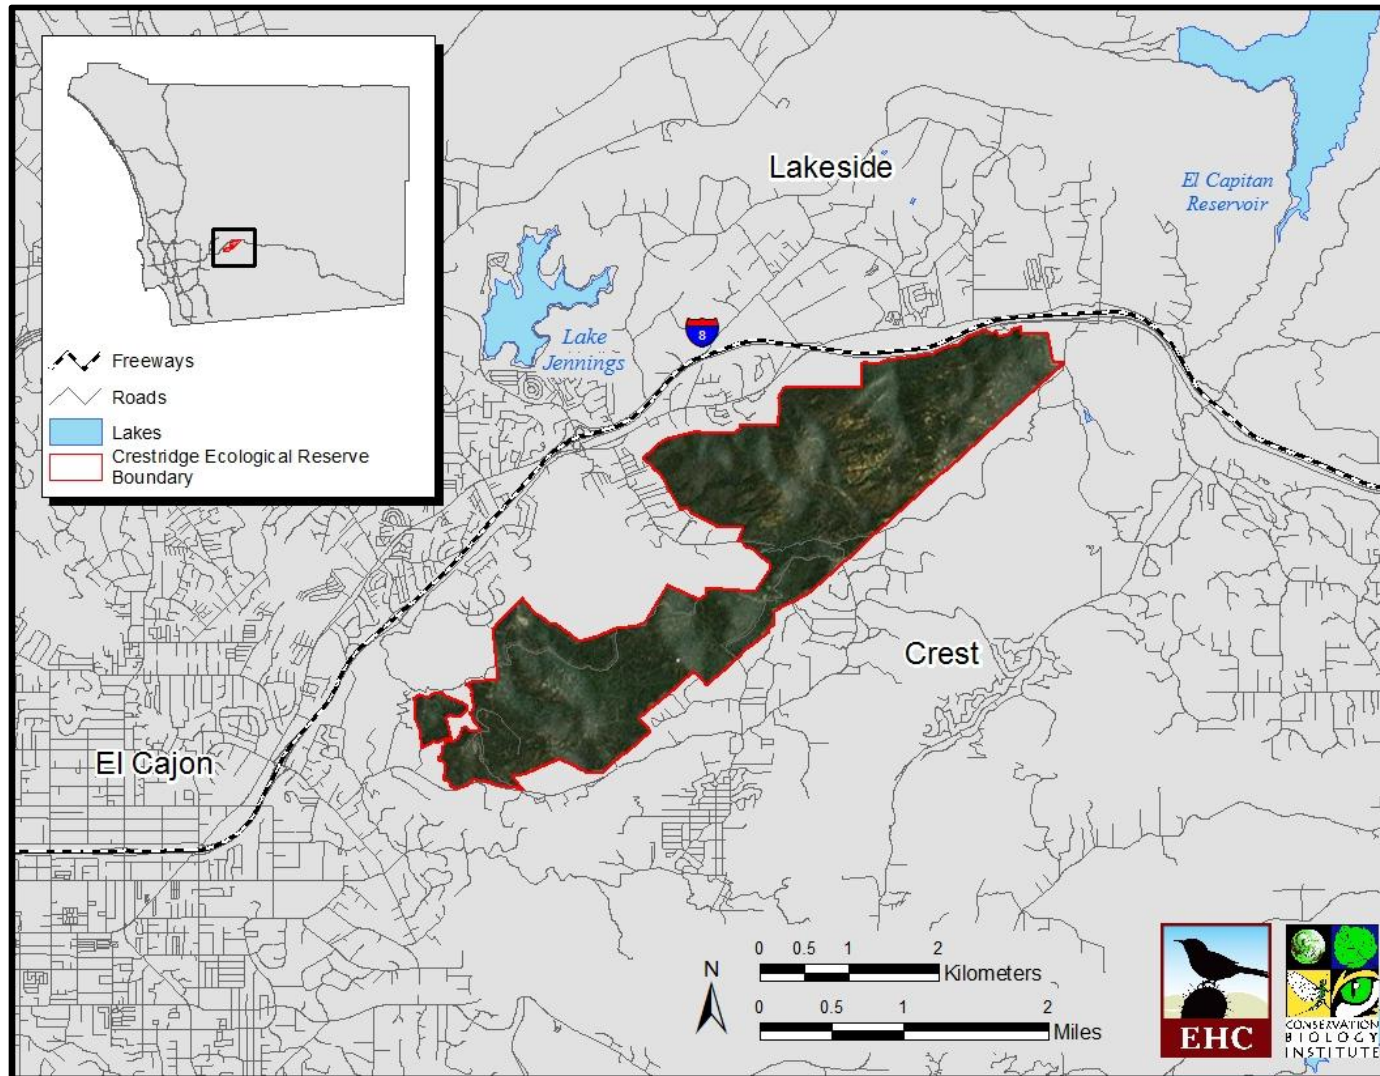 Lakeside
El Capitan
Reservoir
Lake
Jennings
8
Freeways
Roads
Lakes
Crestridge Ecological Reserve
Boundary
Crest
El Cajon
N
0 0.5 1 2
Kilometers
0 0.5 1 2
Miles
EHC
CONSERVATION
BIOLOGY
INSTITUTE